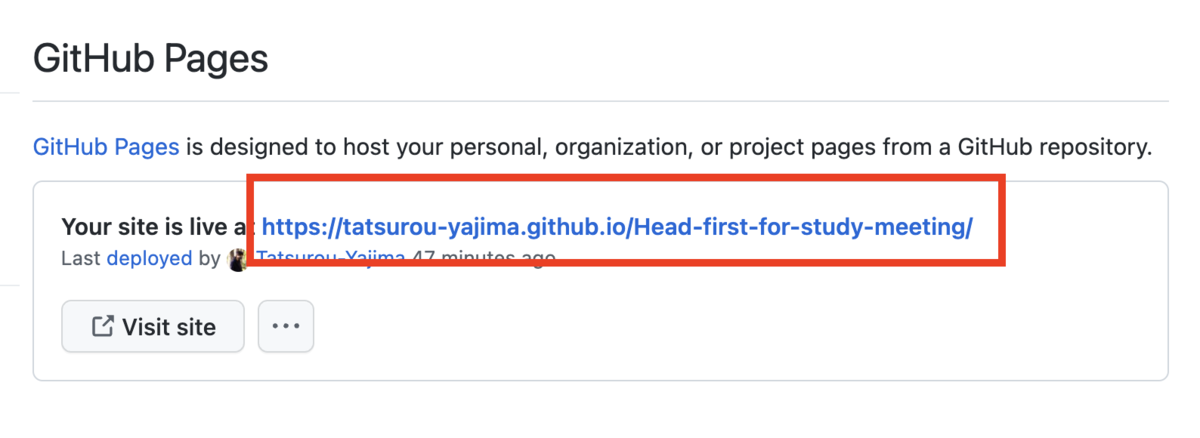 GitHub Pages
GitHub Pages is designed to host your personal, organization, or project pages from a GitHub repository.
Your site is live at https://tatsurou-yajima.github.io/Head-first-for-study-meeting/
Last deployed by Tatsurou-Yajima 47 minutes ago
Visit site